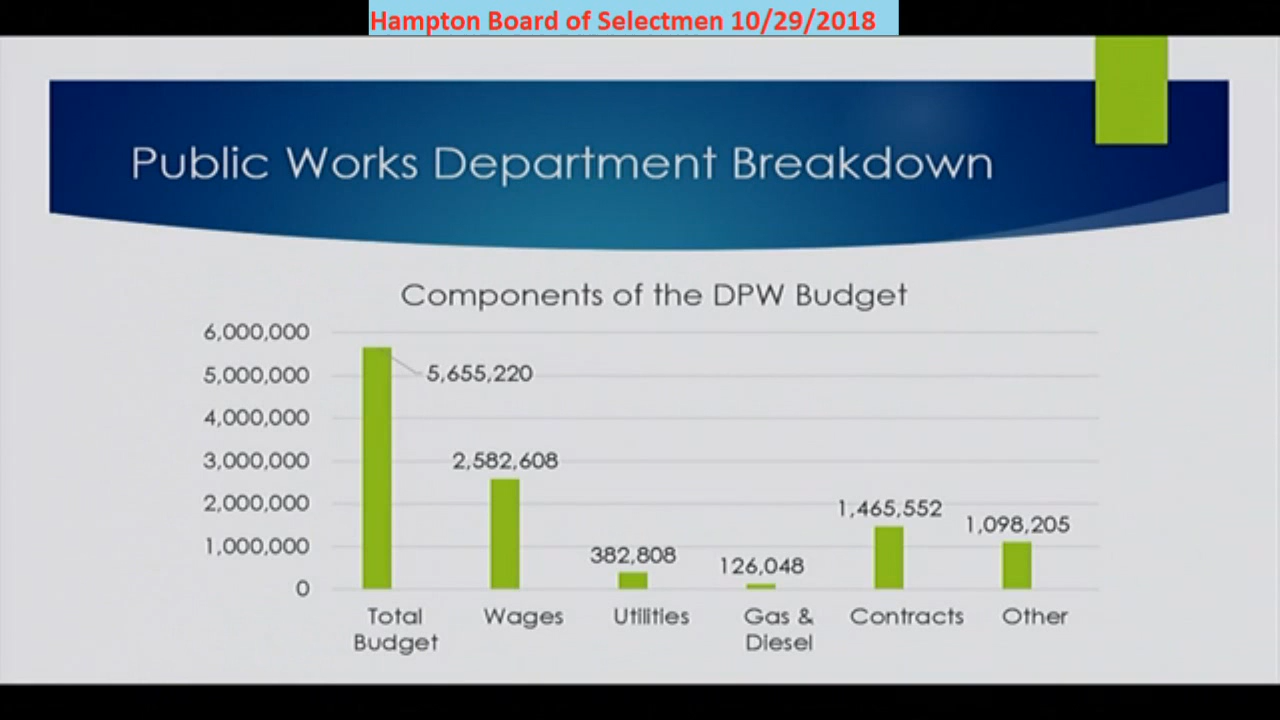 Hampton Board of Selectmen 10/29/2018
Public Works Department Breakdown
Components of the DPW Budget
6,000,000
5,000,000
4,000,000
3,000,000
2,000,000
1,000,000
0
5,655,220
2,582,608
382,808
126,048
1,465,552
1,098,205
Total
Budget
Wages
Utilities
Gas &
Diesel
Contracts
Other